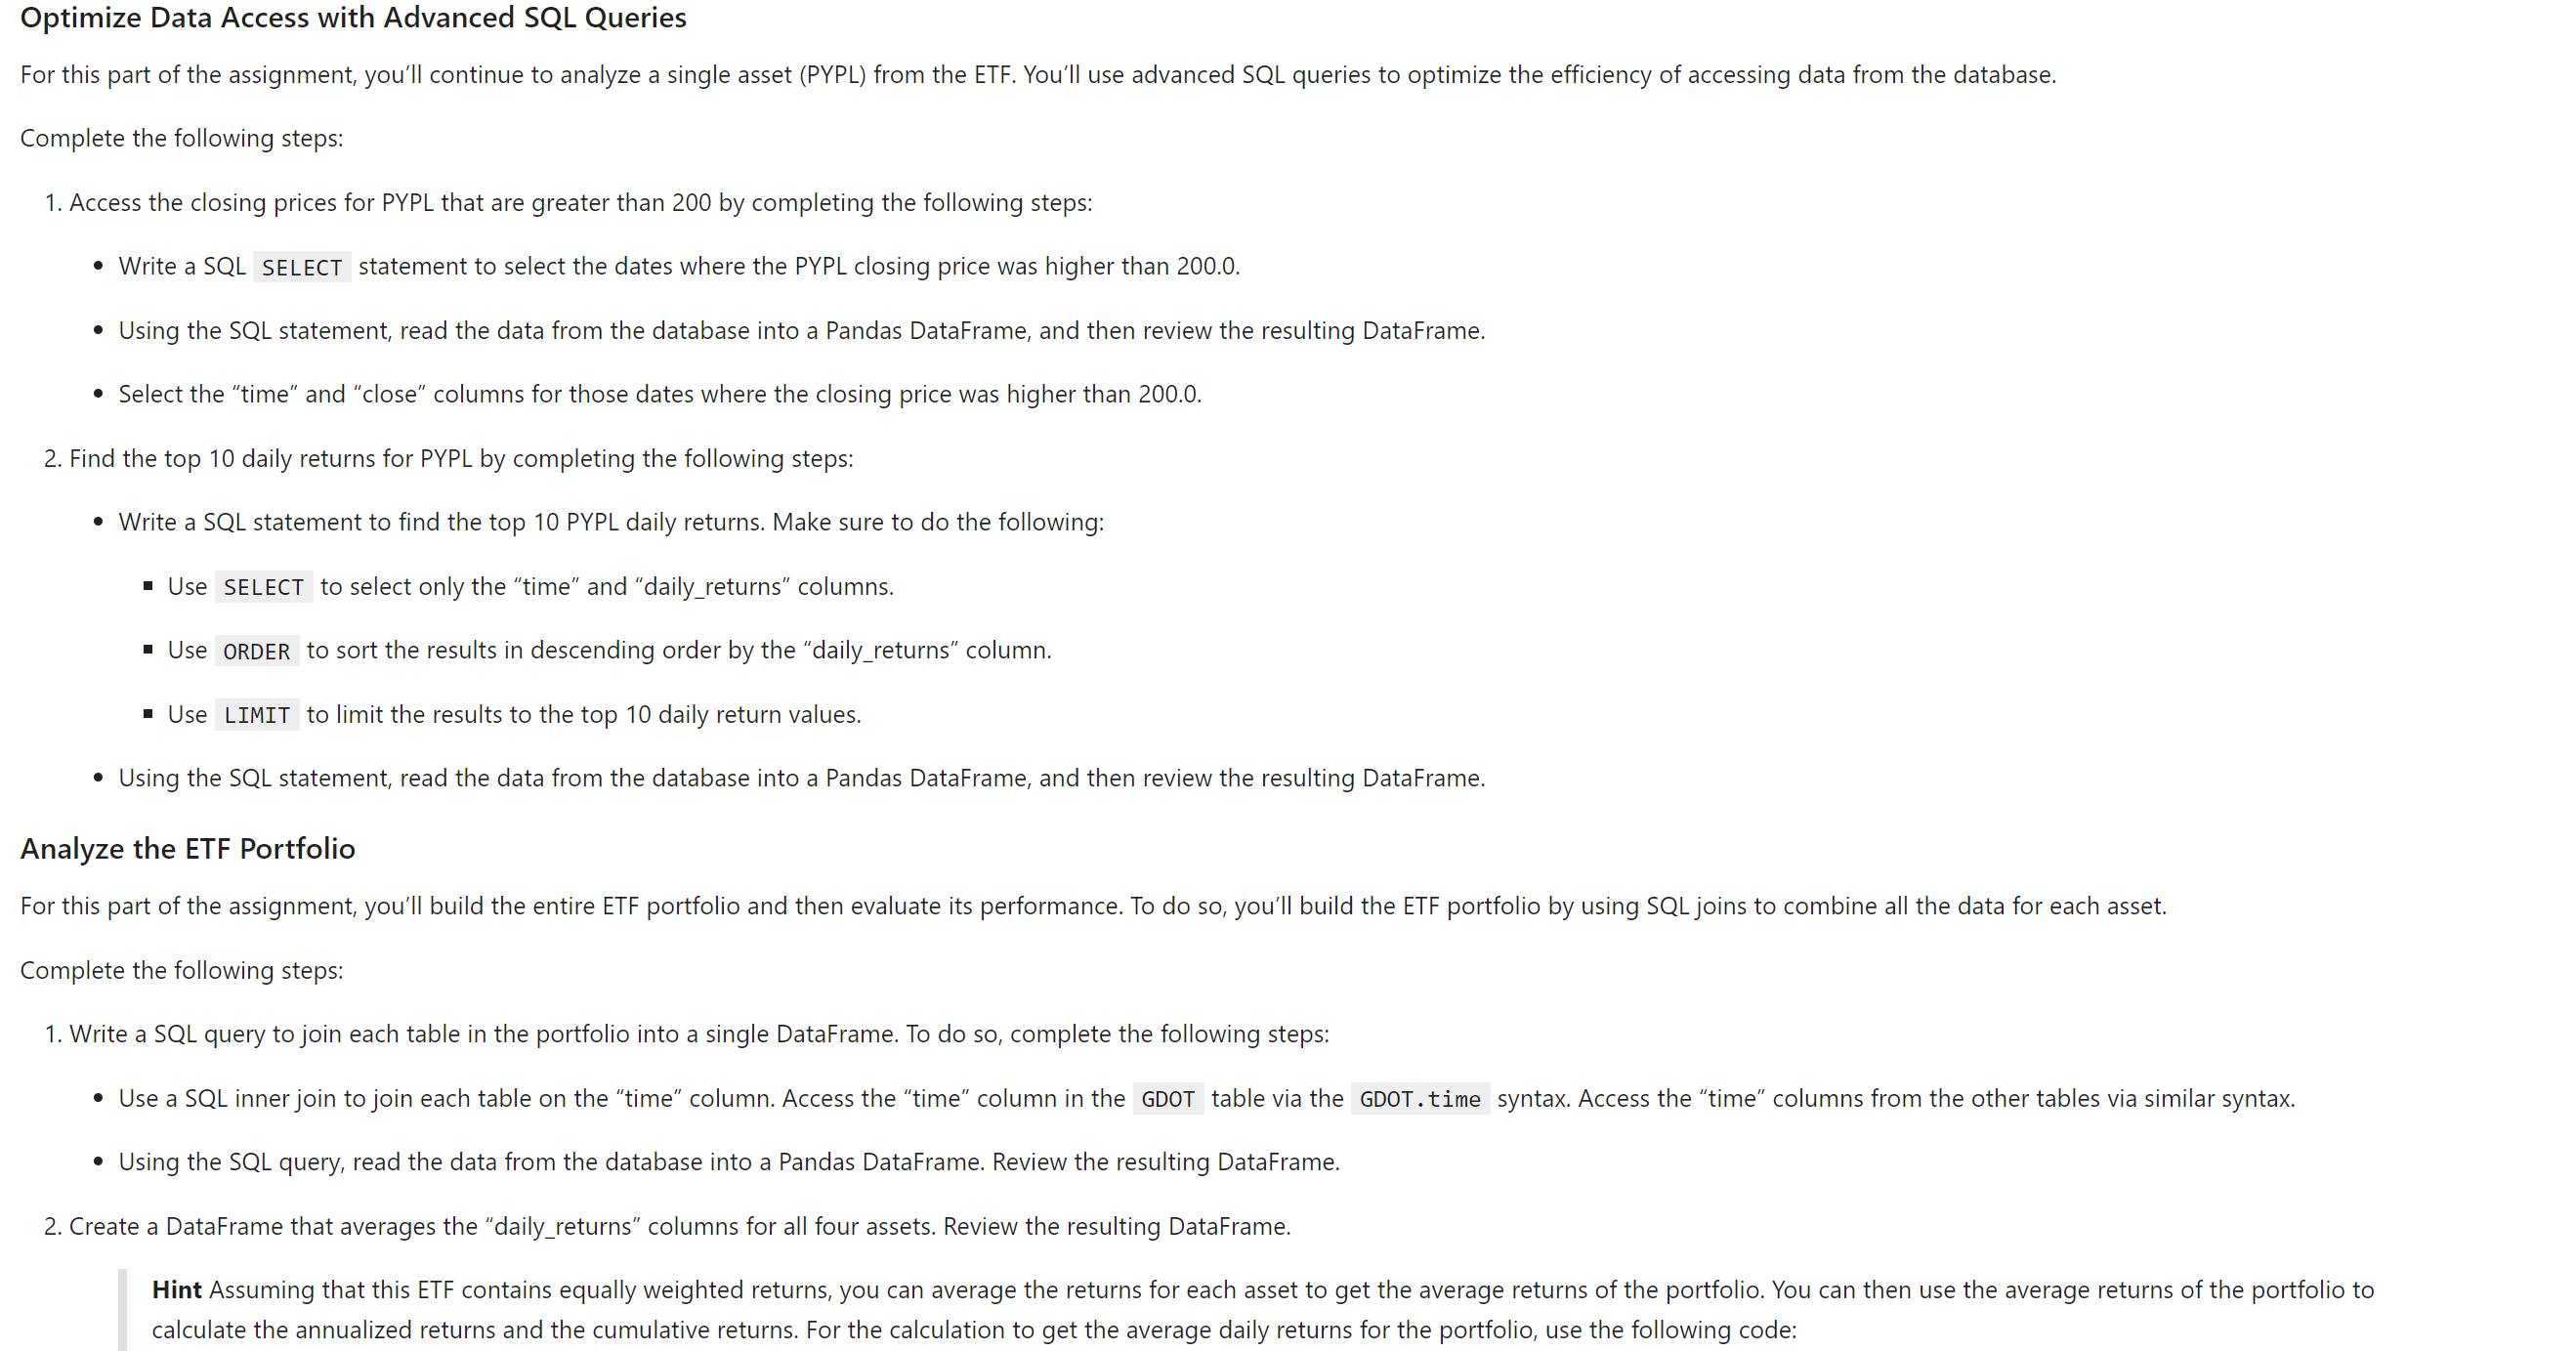 Optimize Data Access with Advanced SQL Queries
For this part of the assignment, you’ll continue to analyze a single asset (PYPL) from the ETF. You’ll use advanced SQL queries to optimize the efficiency of accessing data from the database.
Complete the following steps:
1. Access the closing prices for PYPL that are greater than 200 by completing the following steps:
• Write a SQL SELECT statement to select the dates where the PYPL closing price was higher than 200.0.
• Using the SQL statement, read the data from the database into a Pandas DataFrame, and then review the resulting DataFrame.
• Select the “time” and “close” columns for those dates where the closing price was higher than 200.0.
2. Find the top 10 daily returns for PYPL by completing the following steps:
• Write a SQL statement to find the top 10 PYPL daily returns. Make sure to do the following:
▪ Use SELECT to select only the “time” and “daily_returns” columns.
▪ Use ORDER to sort the results in descending order by the “daily_returns” column.
▪ Use LIMIT to limit the results to the top 10 daily return values.
• Using the SQL statement, read the data from the database into a Pandas DataFrame, and then review the resulting DataFrame.
Analyze the ETF Portfolio
For this part of the assignment, you’ll build the entire ETF portfolio and then evaluate its performance. To do so, you’ll build the ETF portfolio by using SQL joins to combine all the data for each asset.
Complete the following steps:
1. Write a SQL query to join each table in the portfolio into a single DataFrame. To do so, complete the following steps:
• Use a SQL inner join to join each table on the “time” column. Access the “time” column in the GDOT table via the GDOT.time syntax. Access the “time” columns from the other tables via similar syntax.
• Using the SQL query, read the data from the database into a Pandas DataFrame. Review the resulting DataFrame.
2. Create a DataFrame that averages the “daily_returns” columns for all four assets. Review the resulting DataFrame.
Hint Assuming that this ETF contains equally weighted returns, you can average the returns for each asset to get the average returns of the portfolio. You can then use the average returns of the portfolio to
calculate the annualized returns and the cumulative returns. For the calculation to get the average daily returns for the portfolio, use the following code: